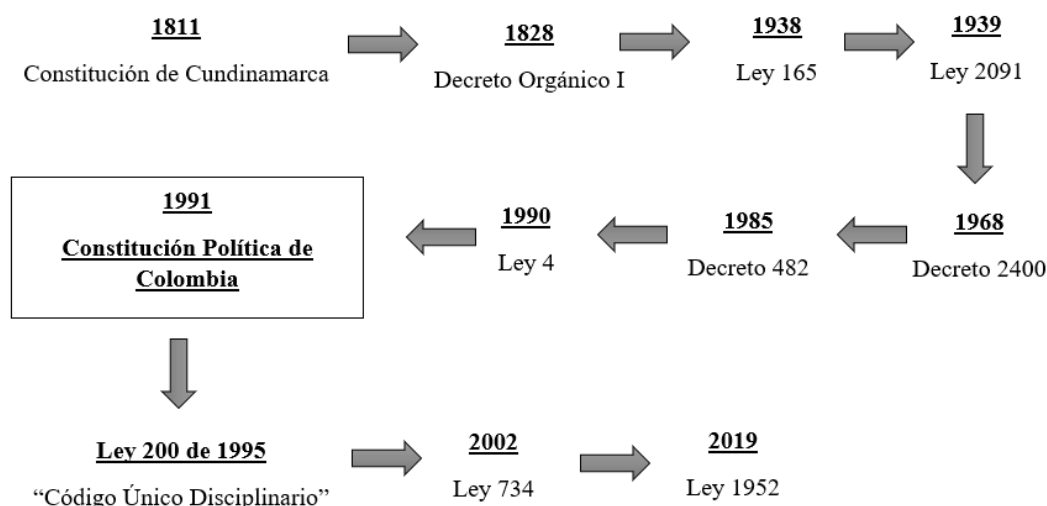 1811
Constitución de Cundinamarca
1828
Decreto Orgánico I
1938
Ley 165
1939
Ley 2091
1968
Decreto 2400
1985
Decreto 482
1990
Ley 4
1991
Constitución Política de
Colombia
Ley 200 de 1995
“Código Único Disciplinario”
2002
Ley 734
2019
Ley 1952